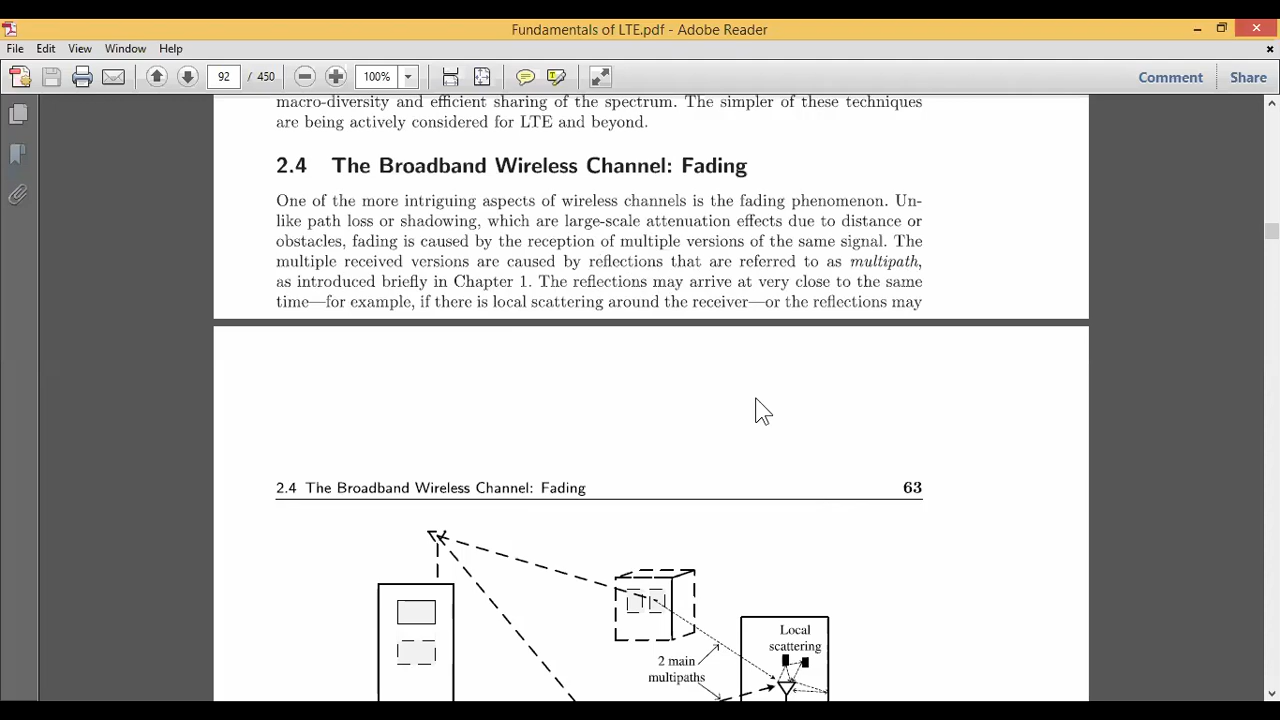 Fundamentals of LTE.pdf - Adobe Reader
File Edit View Window Help
92 / 450 100% Comment Share
macro-diversity and efficient sharing of the spectrum. The simpler of these techniques
are being actively considered for LTE and beyond.
2.4 The Broadband Wireless Channel: Fading
One of the more intriguing aspects of wireless channels is the fading phenomenon. Un-
like path loss or shadowing, which are large-scale attenuation effects due to distance or
obstacles, fading is caused by the reception of multiple versions of the same signal. The
multiple received versions are caused by reflections that are referred to as multipath,
as introduced briefly in Chapter 1. The reflections may arrive at very close to the same
time—for example, if there is local scattering around the receiver—or the reflections may
2.4 The Broadband Wireless Channel: Fading 63
Local
scattering
2 main
multipaths